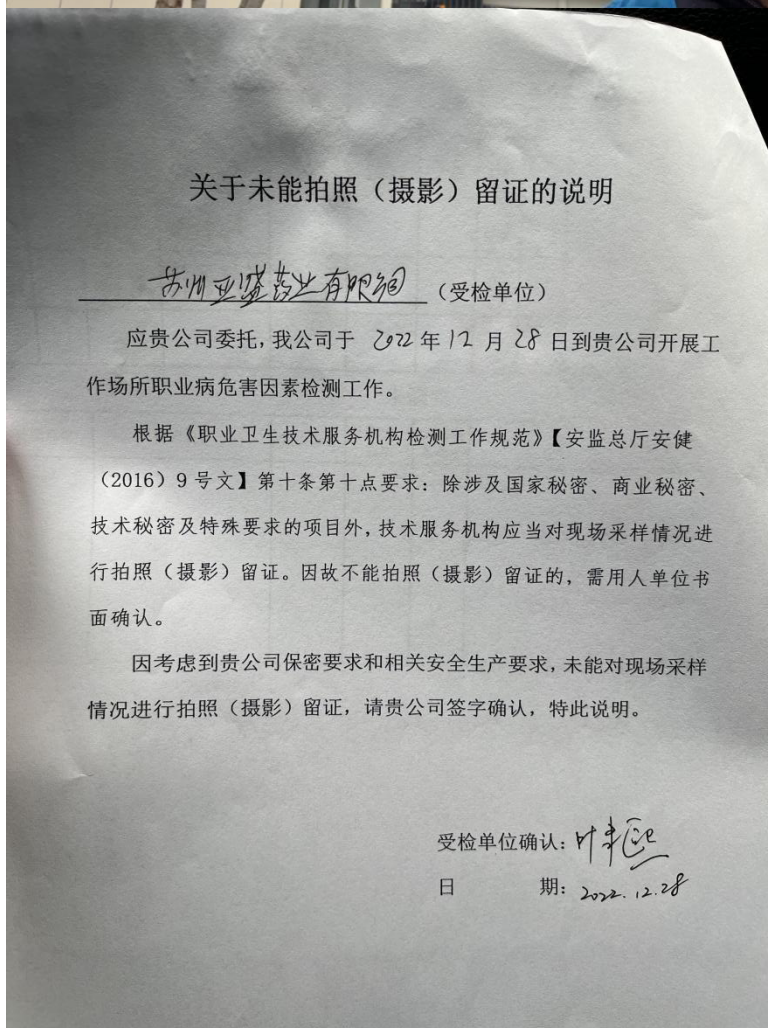 关于未能拍照（摄影）留证的说明
苏州亚盛药业有限公司（受检单位）
应贵公司委托，我公司于 2022 年 12 月 28 日到贵公司开展工
作场所职业病危害因素检测工作。
根据《职业卫生技术服务机构检测工作规范》【安监总厅安健
（2016）9 号文】第十条第十点要求：除涉及国家秘密、商业秘密、
技术秘密及特殊要求的项目外，技术服务机构应当对现场采样情况进
行拍照（摄影）留证。因故不能拍照（摄影）留证的，需用人单位书
面确认。
因考虑到贵公司保密要求和相关安全生产要求，未能对现场采样
情况进行拍照（摄影）留证，请贵公司签字确认，特此说明。
受检单位确认：
日 期：2022.12.28